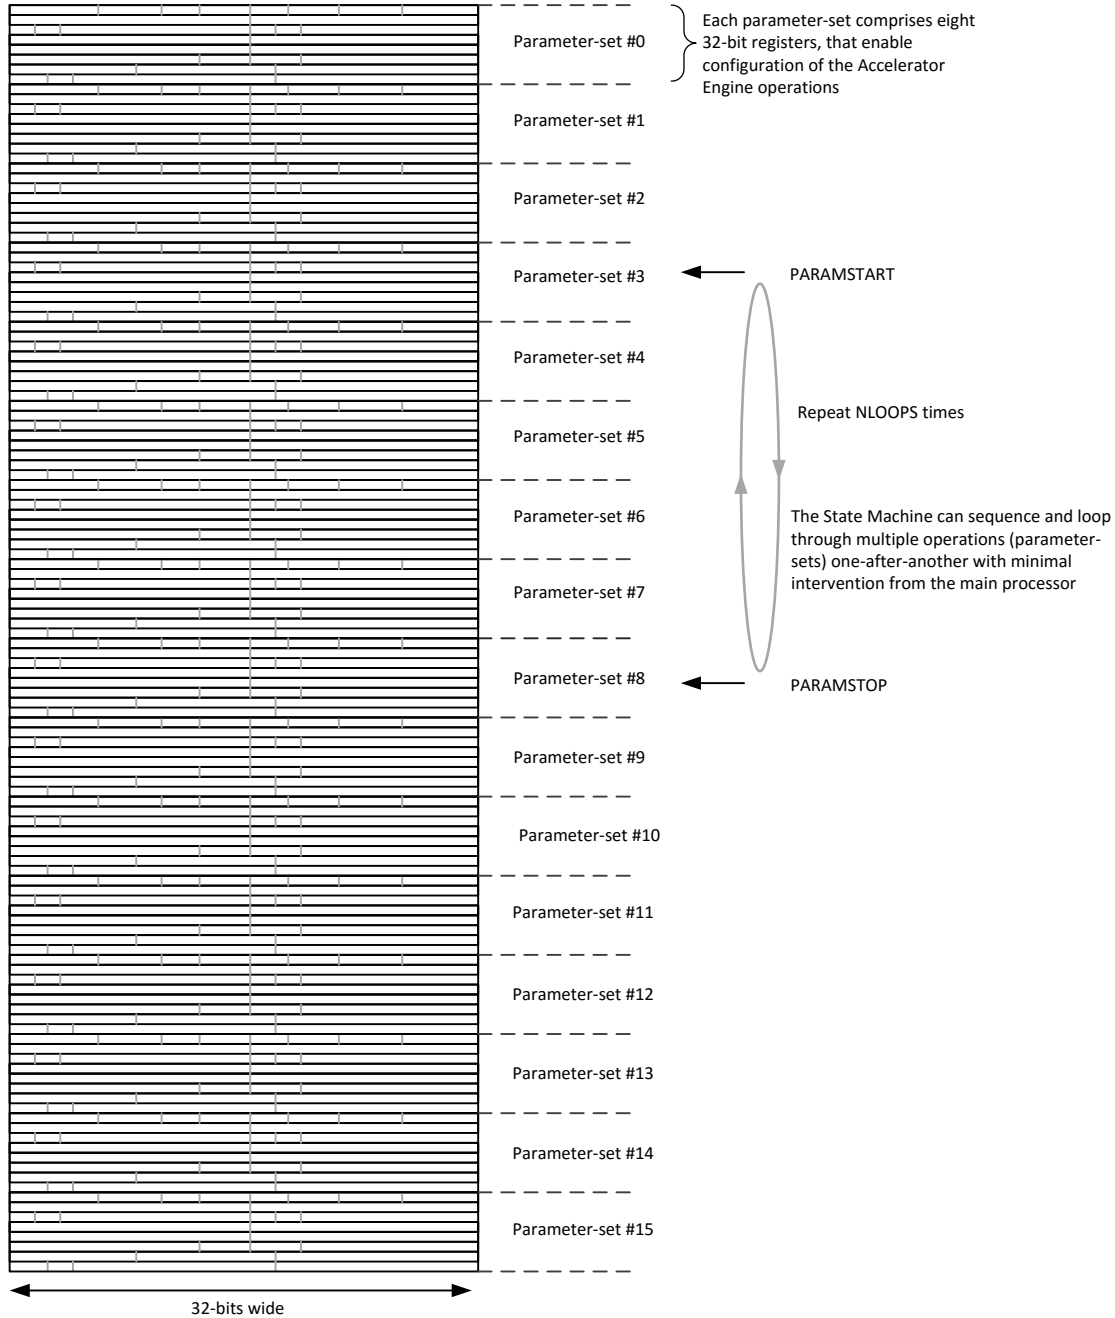 Parameter-set #0
Each parameter-set comprises eight
32-bit registers, that enable
configuration of the Accelerator
Engine operations
Parameter-set #1
Parameter-set #2
Parameter-set #3
PARAMSTART
Parameter-set #4
Repeat NLOOPS times
Parameter-set #5
Parameter-set #6
The State Machine can sequence and loop
through multiple operations (parameter-
sets) one-after-another with minimal
intervention from the main processor
Parameter-set #7
Parameter-set #8
PARAMSTOP
Parameter-set #9
Parameter-set #10
Parameter-set #11
Parameter-set #12
Parameter-set #13
Parameter-set #14
Parameter-set #15
32-bits wide